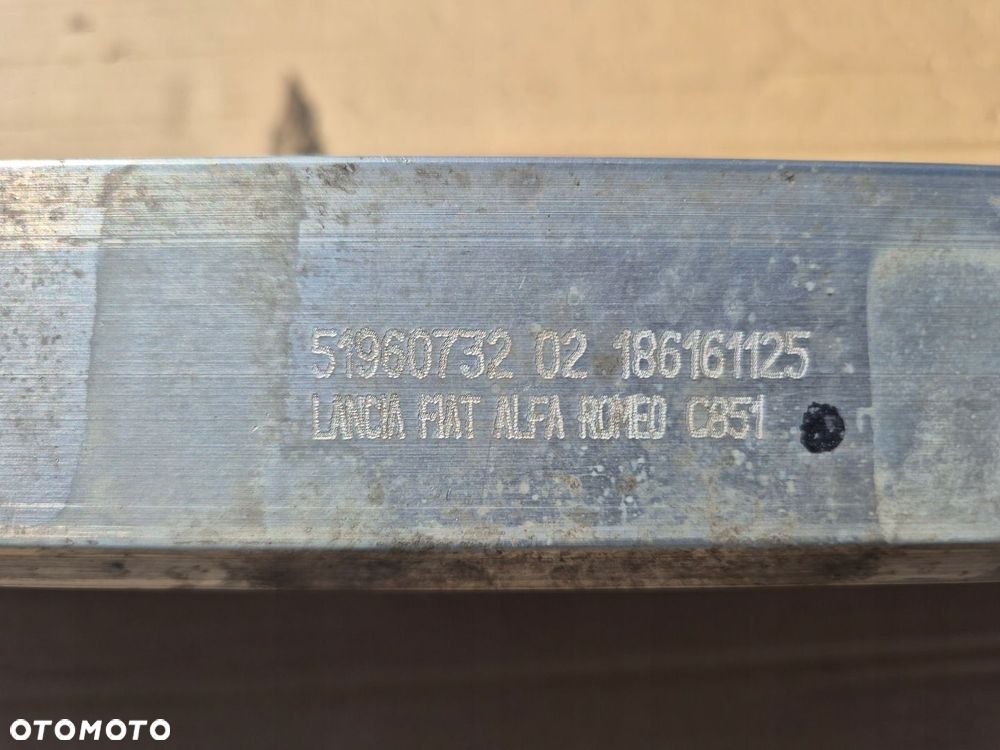 51960732 02 186161125
LANCIA FIAT ALFA ROMEO C851
OTOMOTO